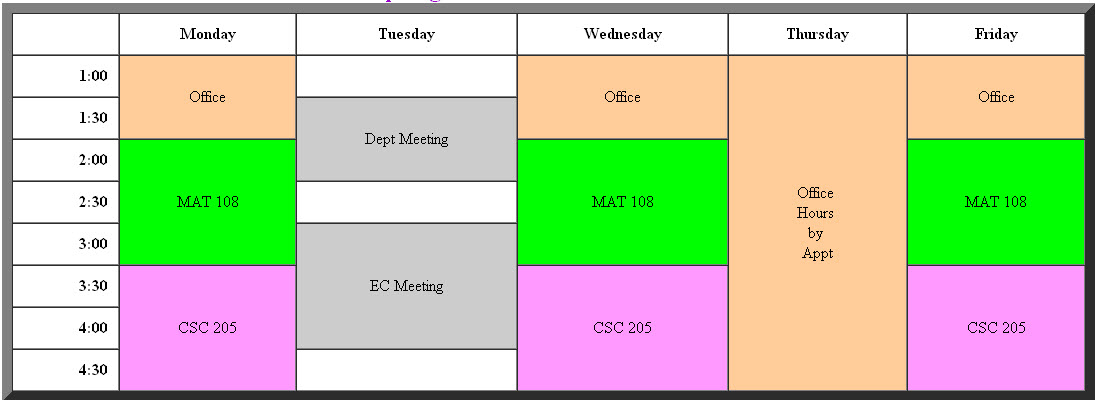 Monday Tuesday Wednesday Thursday Friday
1:00
Office Office Office
1:30
Dept Meeting
2:00
MAT 108 MAT 108 Office MAT 108
2:30
Hours
by
3:00
Appt
3:30
EC Meeting
4:00
CSC 205 CSC 205 CSC 205
4:30